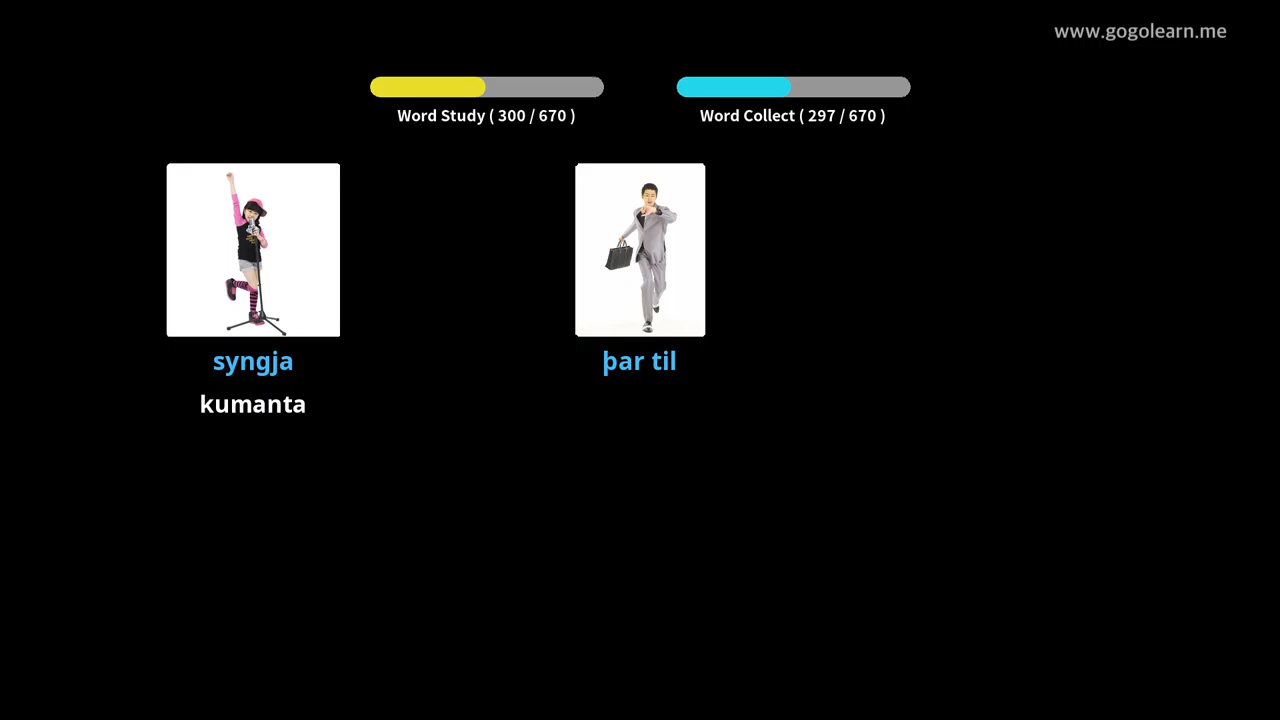 www.gogolearn.me
Word Study ( 300 / 670 )
Word Collect ( 297 / 670 )
syngja
þar til
kumanta